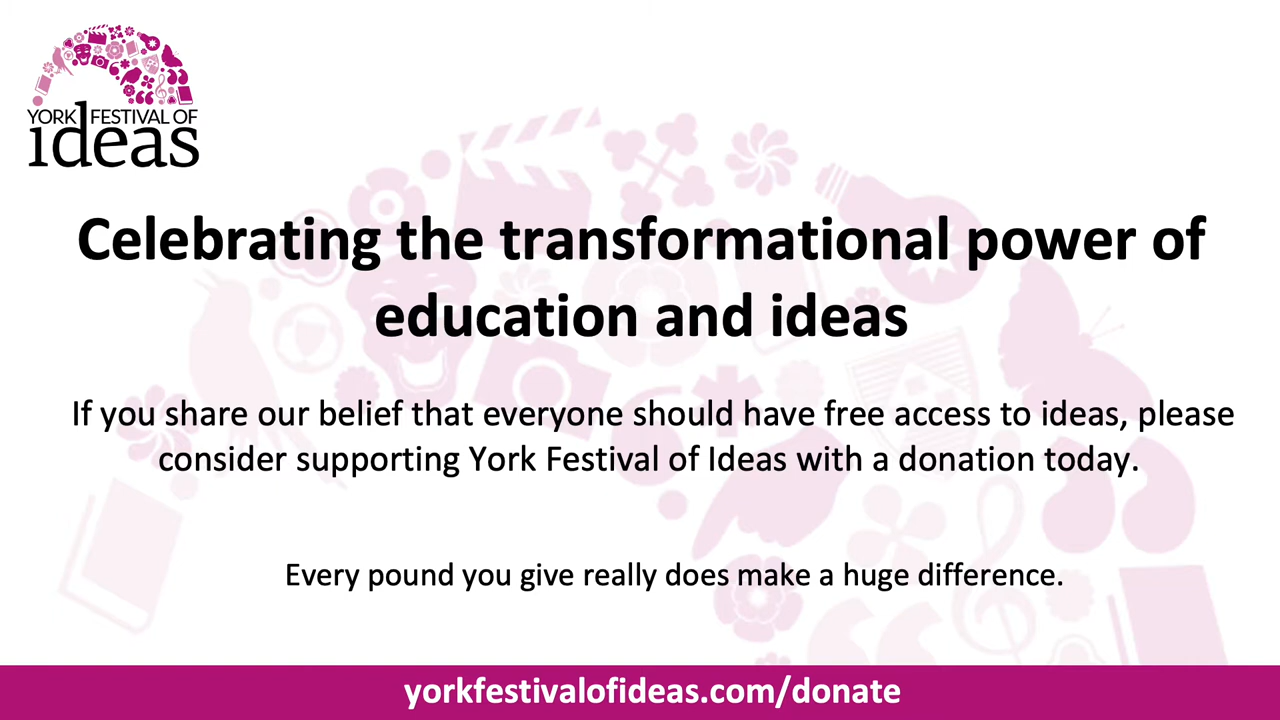 YORK FESTIVAL OF
ideas
Celebrating the transformational power of
education and ideas
If you share our belief that everyone should have free access to ideas, please
consider supporting York Festival of Ideas with a donation today.
Every pound you give really does make a huge difference.
yorkfestivalofideas.com/donate